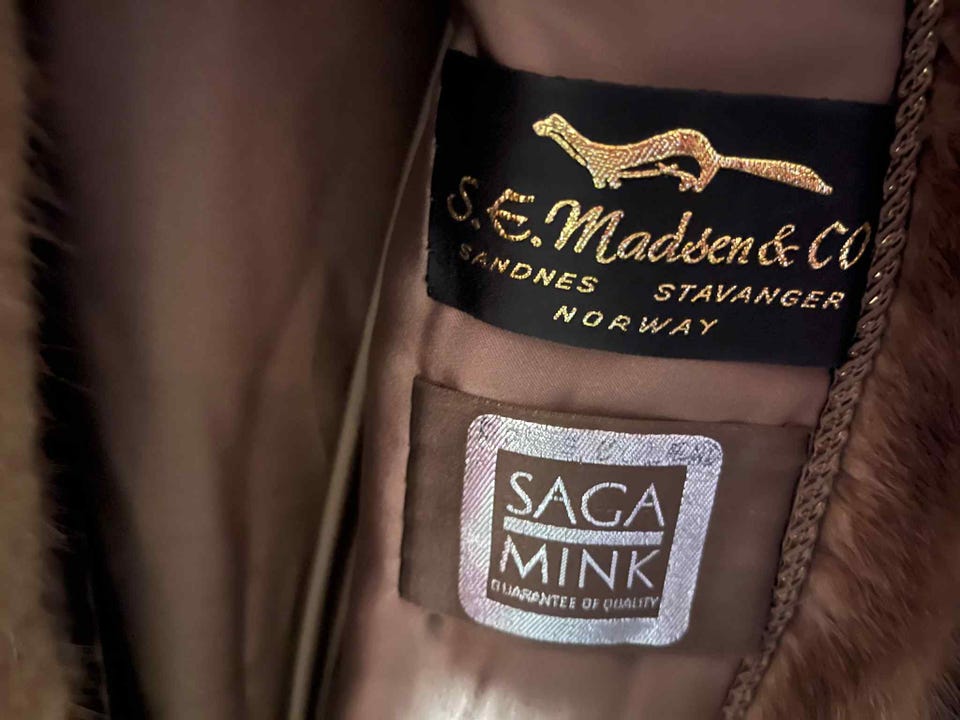 S.E. Madsen & CO
SANDNES STAVANGER
NORWAY
SAGA
MINK
GUARANTEE OF QUALITY